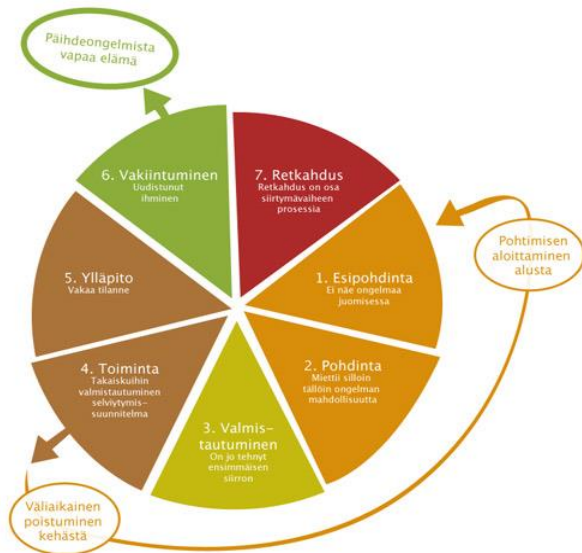 Päihdeongelmista
vapaa elämä
6. Vakiintuminen
Uudistunut
ihminen
7. Retkahdus
Retkahdus on osa
siirtymävaiheen
prosessia
Pohtimisen
aloittaminen
alusta
1. Esipohdinta
Ei näe ongelmaa
juomisessa
5. Ylläpito
Vakaa tilanne
2. Pohdinta
Miettii silloin
tällöin ongelman
mahdollisuutta
4. Toiminta
Takaiskuihin
valmistautuminen
selviytymis-
suunnitelma
3. Valmis-
tautuminen
On jo tehnyt
ensimmäisen
siirron
Väliaikainen
poistuminen
kehästä